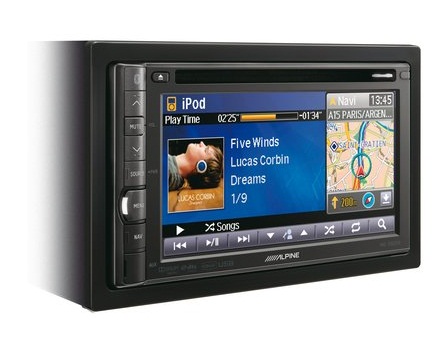 iPod
Navi 13:45
Play Time 02'25" -01'34"
A15 PARIS/ARGEN...
Five Winds
Lucas Corbin
Dreams
1/9
LUCAS CORBIN
Songs
MUTE
SOURCE
MENU
NAV
ALPINE